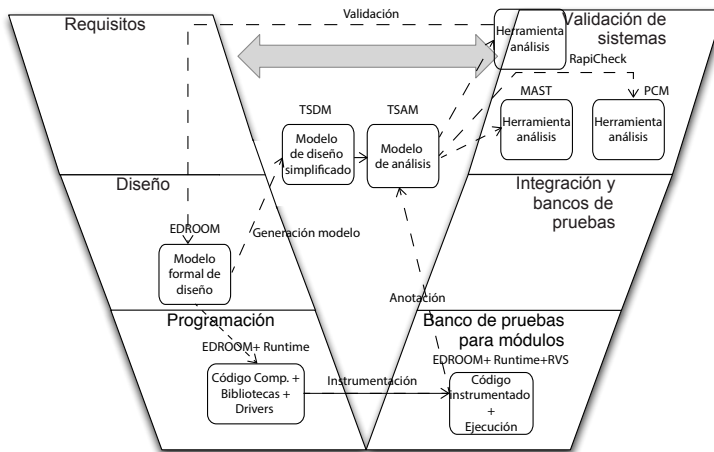 Requisitos
Validación
Herramienta
análisis
Validación de
sistemas
RapiCheck
TSDM
TSAM
MAST
PCM
Modelo
de diseño
simplificado
Modelo
de análisis
Herramienta
análisis
Herramienta
análisis
Diseño
Integración y
bancos de
pruebas
EDROOM
Generación modelo
Modelo
formal de
diseño
Anotación
Programación
Banco de pruebas
para módulos
EDROOM+ Runtime
EDROOM+ Runtime+RVS
Código Comp. +
Bibliotecas +
Drivers
Instrumentación
Código
instrumentado
+
Ejecución